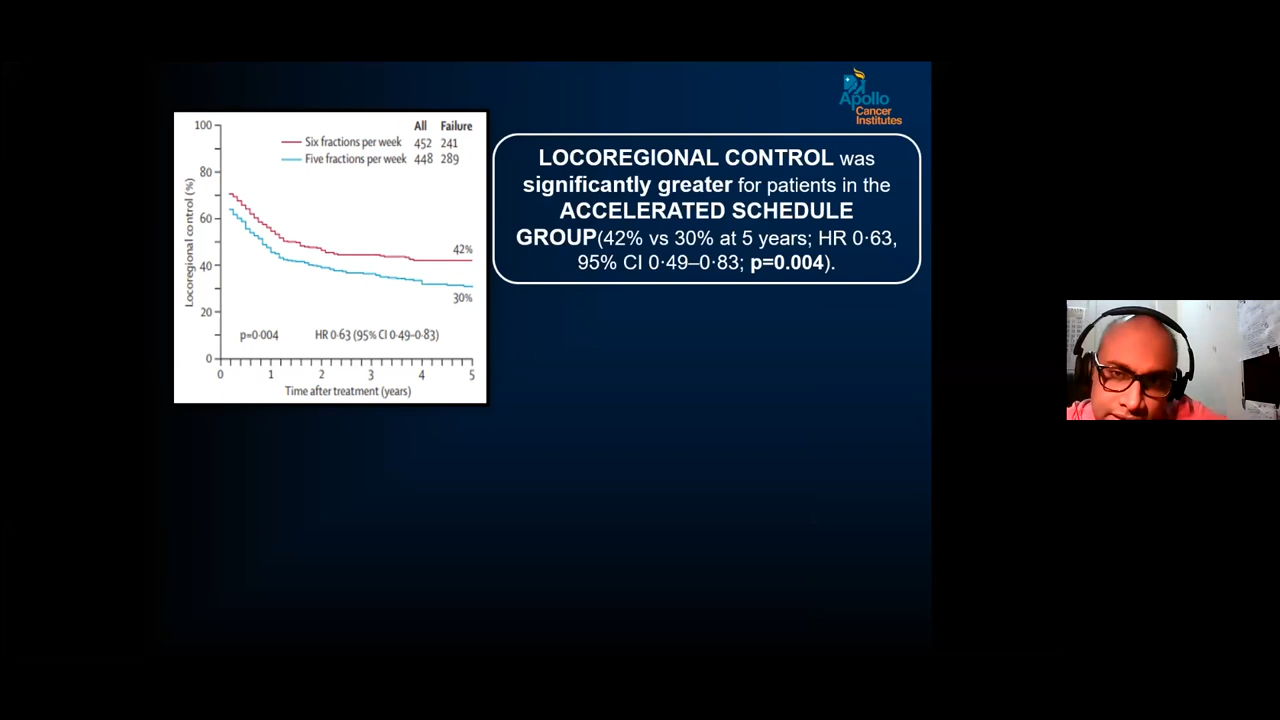 Apollo
Cancer
Institutes
100
80
60
40
20
0
Locoregional control (%)
All Failure
Six fractions per week 452 241
Five fractions per week 448 289
42%
30%
p=0·004 HR 0·63 (95% CI 0·49–0·83)
0 1 2 3 4 5
Time after treatment (years)
LOCOREGIONAL CONTROL was
significantly greater for patients in the
ACCELERATED SCHEDULE
GROUP(42% vs 30% at 5 years; HR 0·63,
95% CI 0·49–0·83; p=0.004).